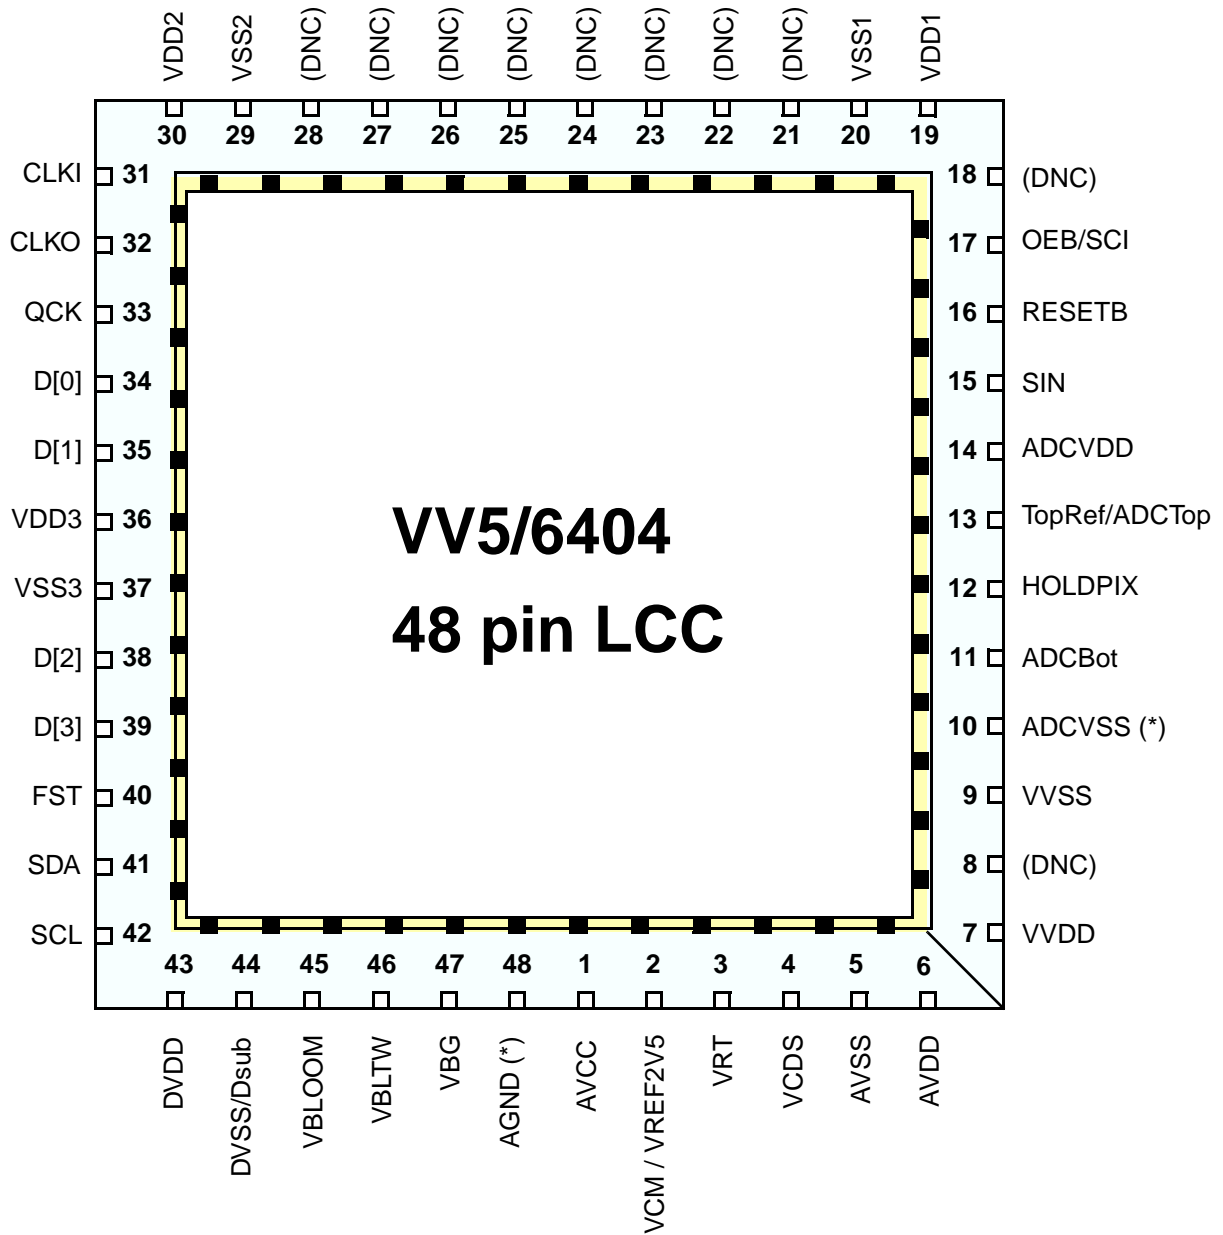 VDD2
VSS2
(DNC)
(DNC)
(DNC)
(DNC)
(DNC)
(DNC)
(DNC)
(DNC)
VSS1
VDD1
30 29 28 27 26 25 24 23 22 21 20 19
CLKI 31 18 (DNC)
CLKO 32 17 OEB/SCI
QCK 33 16 RESETB
D[0] 34 15 SIN
D[1] 35 14 ADCVDD
VDD3 36 13 TopRef/ADCTop
VV5/6404
VSS3 37 12 HOLDPIX
48 pin LCC
D[2] 38 11 ADCBot
D[3] 39 10 ADCVSS (*)
FST 40 9 VVSS
SDA 41 8 (DNC)
SCL 42 7 VVDD
43 44 45 46 47 48 1 2 3 4 5 6
DVDD
DVSS/Dsub
VBLOOM
VBLTW
VBG
AGND (*)
AVCC
VCM / VREF2V5
VRT
VCDS
AVSS
AVDD